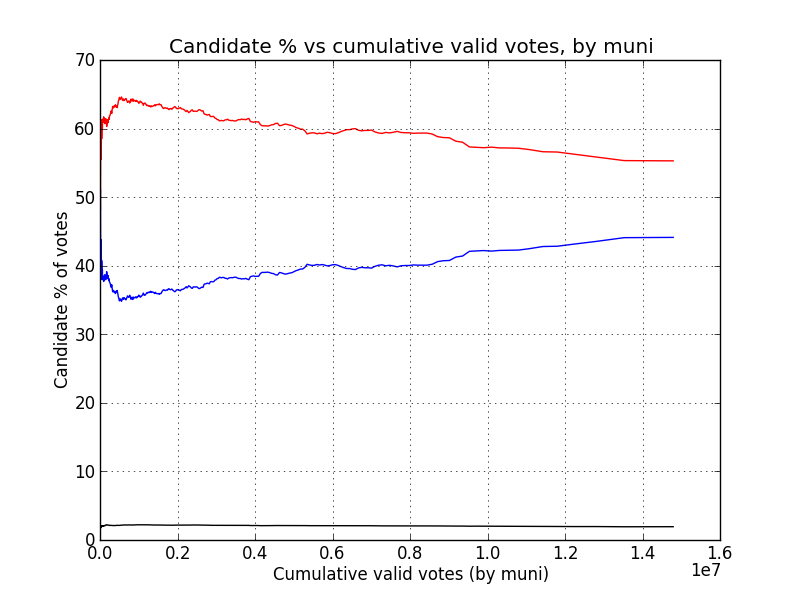 Candidate % vs cumulative valid votes, by muni
70
60
50
40
30
20
10
0
Candidate % of votes
0.0 0.2 0.4 0.6 0.8 1.0 1.2 1.4 1.6
1e7
Cumulative valid votes (by muni)